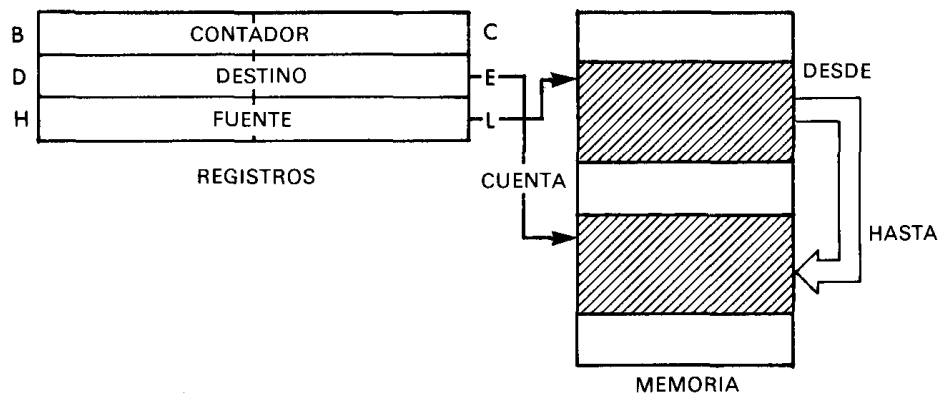 B CONTADOR C
D DESTINO E
H FUENTE L
REGISTROS
CUENTA
DESDE
HASTA
MEMORIA